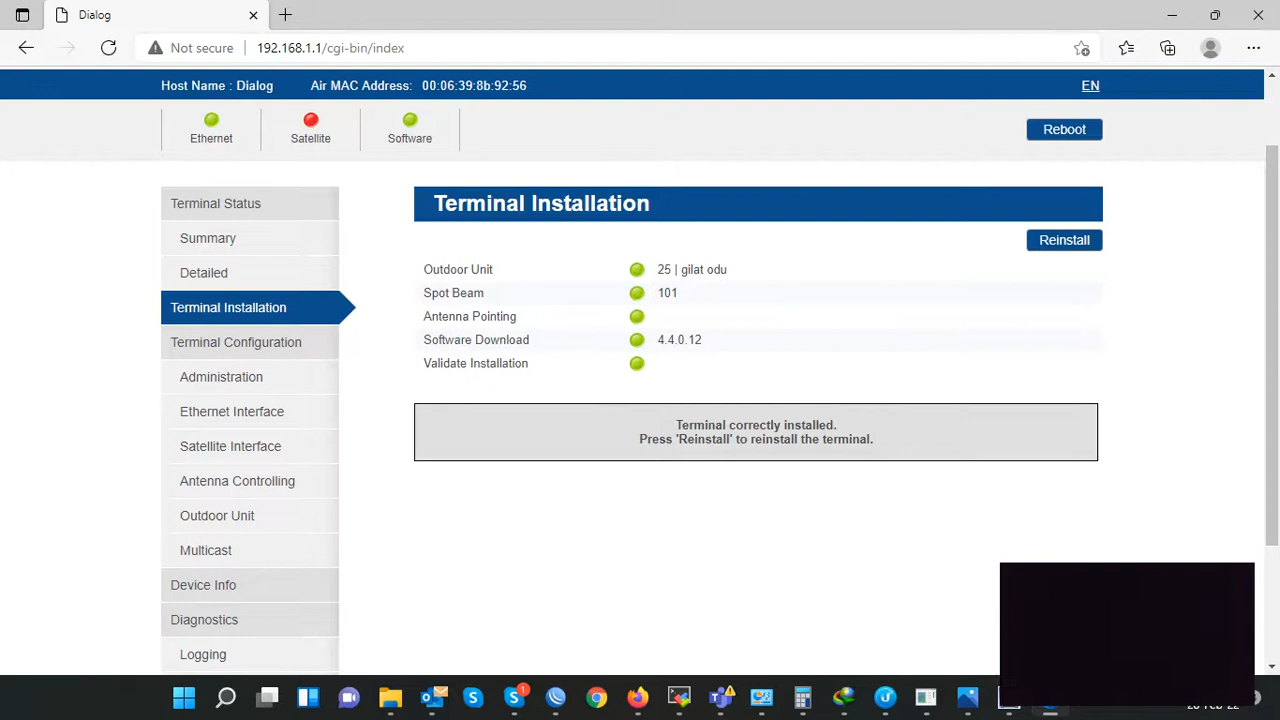 Dialog
Not secure
192.168.1.1/cgi-bin/index
Host Name : Dialog
Air MAC Address: 00:06:39:8b:92:56
EN
Ethernet
Satellite
Software
Reboot
Terminal Status
Summary
Detailed
Terminal Installation
Terminal Configuration
Administration
Ethernet Interface
Satellite Interface
Antenna Controlling
Outdoor Unit
Multicast
Device Info
Diagnostics
Logging
Terminal Installation
Reinstall
Outdoor Unit 25 | gilat odu
Spot Beam 101
Antenna Pointing
Software Download 4.4.0.12
Validate Installation
Terminal correctly installed.
Press 'Reinstall' to reinstall the terminal.
1